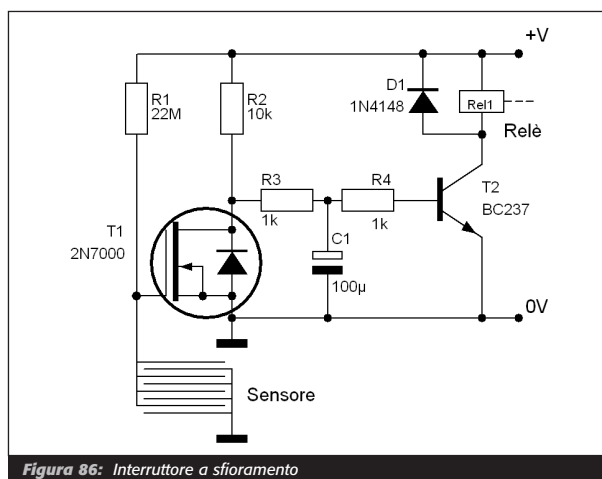 +V
D1
1N4148
Rel1
Relè
R1
22M
R2
10k
R3
1k
R4
1k
T2
BC237
T1
2N7000
C1
100µ
0V
Sensore
Figura 86: Interruttore a sfioramento